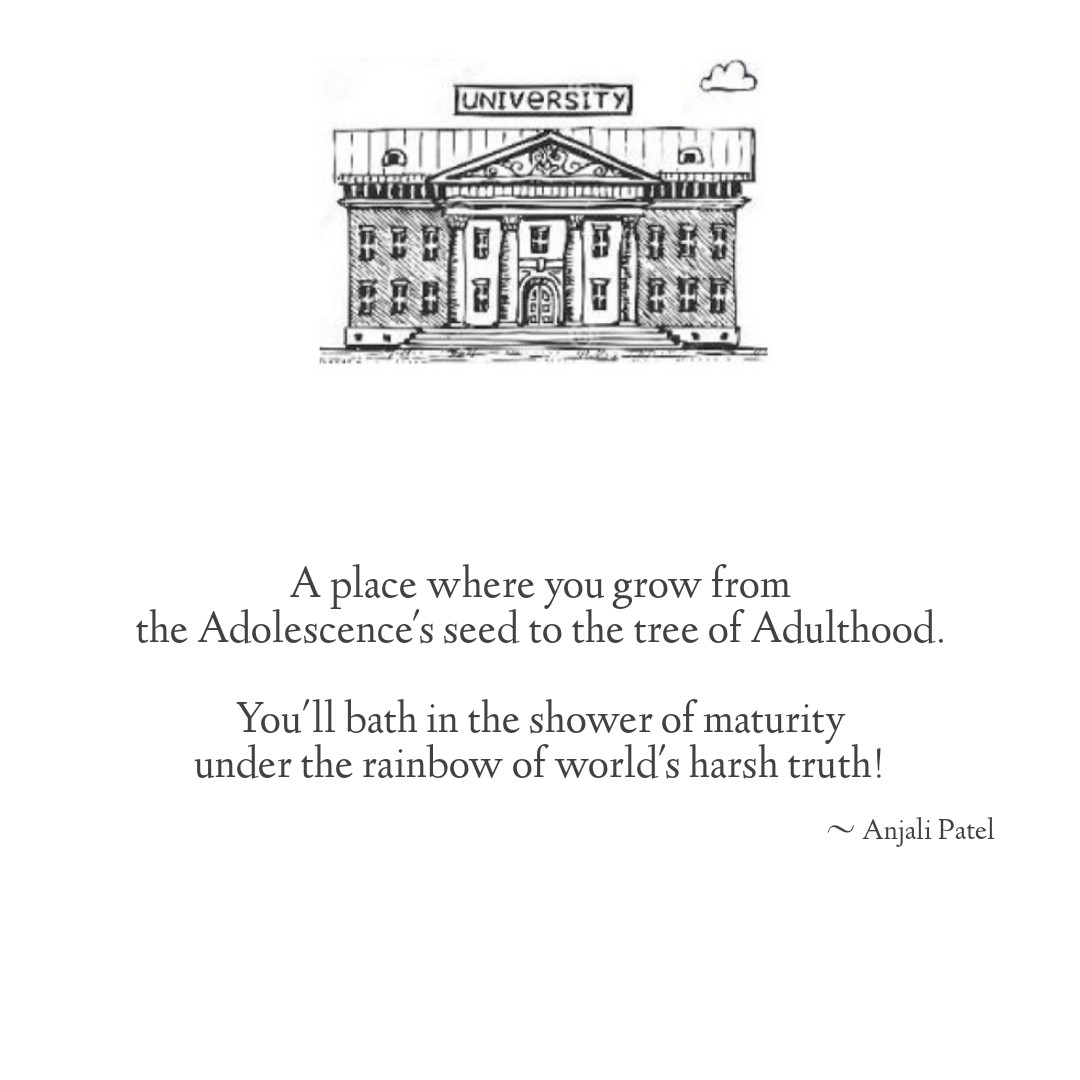 UNIVERSITY
A place where you grow from
the Adolescence's seed to the tree of Adulthood.
You'll bath in the shower of maturity
under the rainbow of world's harsh truth!
~ Anjali Patel